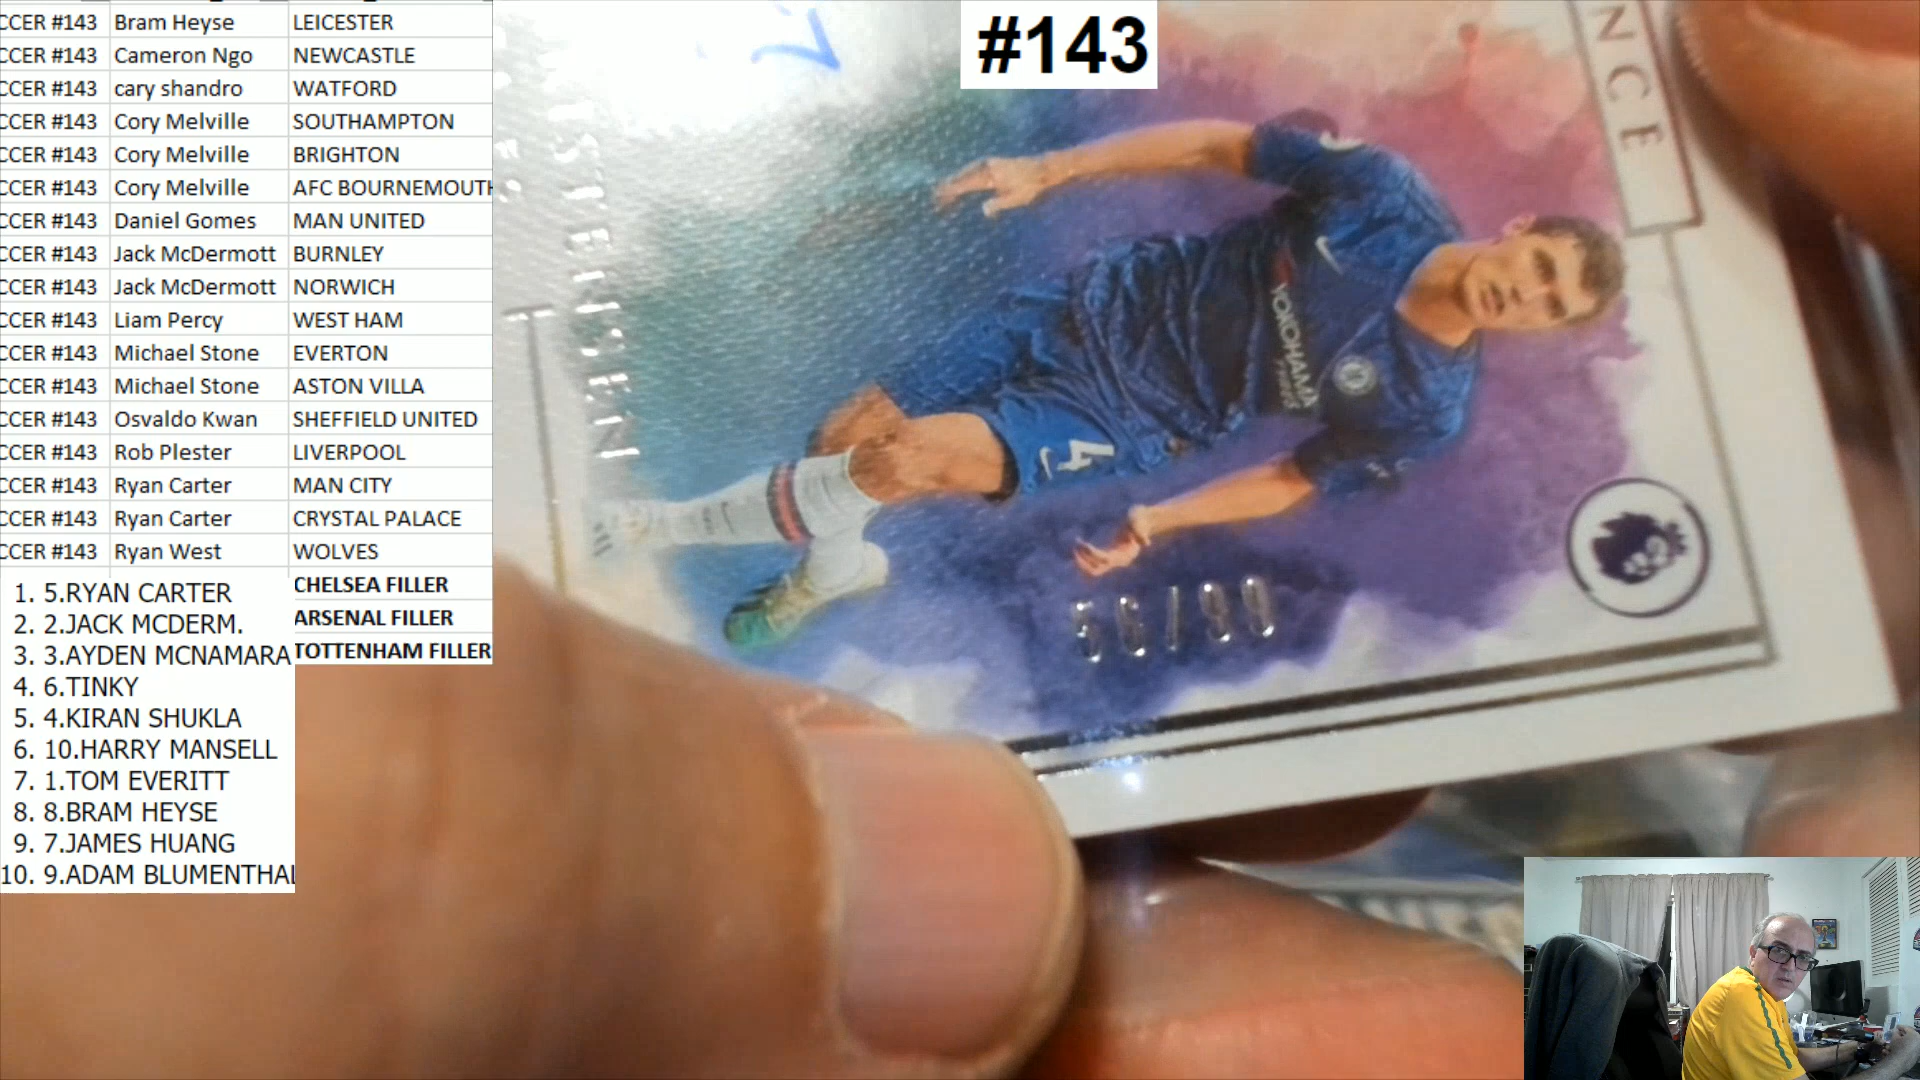 CCER #143 Bram Heyse LEICESTER
CCER #143 Cameron Ngo NEWCASTLE
CCER #143 cary shandro WATFORD
CCER #143 Cory Melville SOUTHAMPTON
CCER #143 Cory Melville BRIGHTON
CCER #143 Cory Melville AFC BOURNEMOUTH
CCER #143 Daniel Gomes MAN UNITED
CCER #143 Jack McDermott BURNLEY
CCER #143 Jack McDermott NORWICH
CCER #143 Liam Percy WEST HAM
CCER #143 Michael Stone EVERTON
CCER #143 Michael Stone ASTON VILLA
CCER #143 Osvaldo Kwan SHEFFIELD UNITED
CCER #143 Rob Plester LIVERPOOL
CCER #143 Ryan Carter MAN CITY
CCER #143 Ryan Carter CRYSTAL PALACE
CCER #143 Ryan West WOLVES
CHELSEA FILLER
ARSENAL FILLER
TOTTENHAM FILLER
1. 5.RYAN CARTER
2. 2.JACK MCDERM.
3. 3.AYDEN MCNAMARA
4. 6.TINKY
5. 4.KIRAN SHUKLA
6. 10.HARRY MANSELL
7. 1.TOM EVERITT
8. 8.BRAM HEYSE
9. 7.JAMES HUANG
10. 9.ADAM BLUMENTHAL
#143
NCE
YOKOHAMA
4
56/99